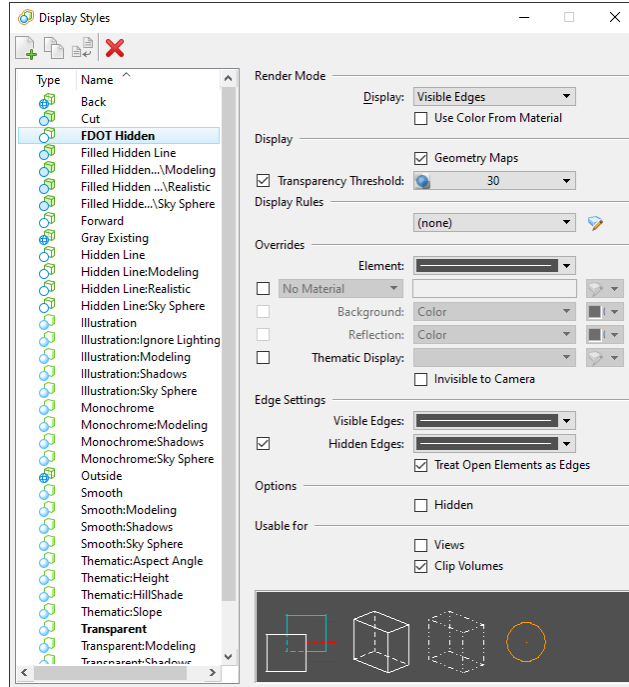 Display Styles
Type Name
Back
Cut
FDOT Hidden
Filled Hidden Line
Filled Hidden...\Modeling
Filled Hidden ...\Realistic
Filled Hidde...\Sky Sphere
Forward
Gray Existing
Hidden Line
Hidden Line:Modeling
Hidden Line:Realistic
Hidden Line:Sky Sphere
Illustration
Illustration:Ignore Lighting
Illustration:Modeling
Illustration:Shadows
Illustration:Sky Sphere
Monochrome
Monochrome:Modeling
Monochrome:Shadows
Monochrome:Sky Sphere
Outside
Smooth
Smooth:Modeling
Smooth:Shadows
Smooth:Sky Sphere
Thematic:Aspect Angle
Thematic:Height
Thematic:HillShade
Thematic:Slope
Transparent
Transparent:Modeling
Transparent:Shadows
Render Mode
Display: Visible Edges
Use Color From Material
Display
Geometry Maps
Transparency Threshold: 30
Display Rules
(none)
Overrides
Element:
No Material
Background: Color
Reflection: Color
Thematic Display:
Invisible to Camera
Edge Settings
Visible Edges:
Hidden Edges:
Treat Open Elements as Edges
Options
Hidden
Usable for
Views
Clip Volumes